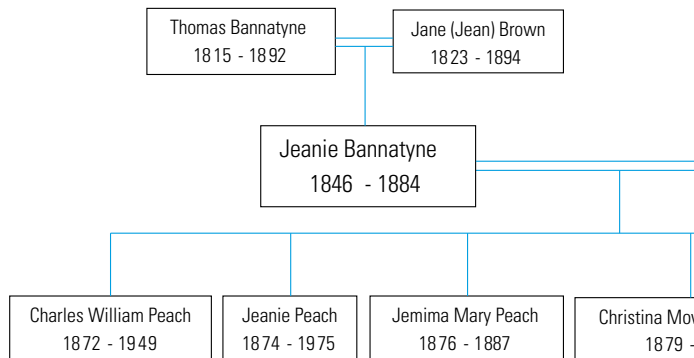 Thomas Bannatyne
1815 - 1892
Jane (Jean) Brown
1823 - 1894
Jeanie Bannatyne
1846 - 1884
Charles William Peach
1872 - 1949
Jeanie Peach
1874 - 1975
Jemima Mary Peach
1876 - 1887
Christina
1879 -